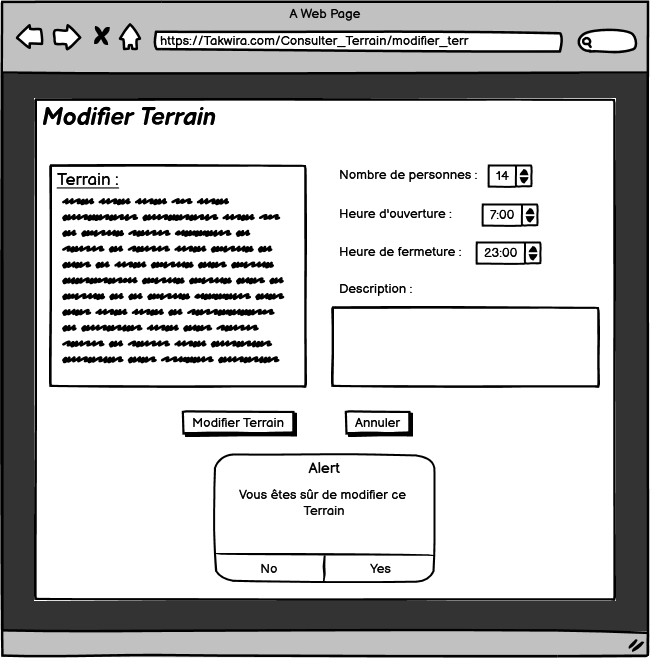 A Web Page
https://Takwira.com/Consulter_Terrain/modifier_terr
Modifier Terrain
Terrain :
Nombre de personnes : 14
Heure d'ouverture : 7:00
Heure de fermeture : 23:00
Description :
Modifier Terrain
Annuler
Alert
Vous êtes sûr de modifier ce
Terrain
No
Yes